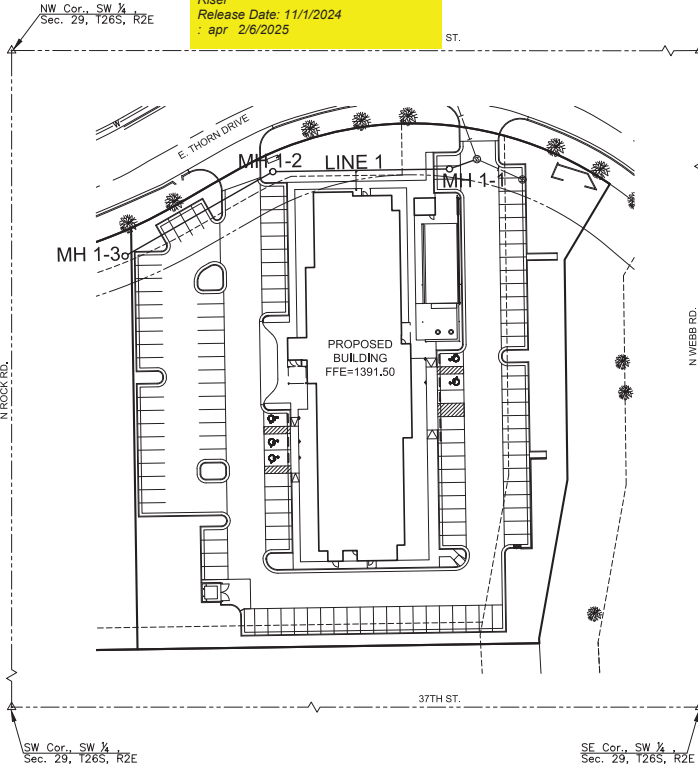 Riser
Release Date: 11/1/2024
: apr 2/6/2025
NW Cor., SW ¼ ,
Sec. 29, T26S, R2E
ST.
E. THORN DRIVE
W
MH 1-2
LINE 1
MH 1-1
MH 1-3
PROPOSED
BUILDING
FFE=1391.50
N ROCK RD.
N WEBB RD.
37TH ST.
SW Cor., SW ¼ ,
Sec. 29, T26S, R2E
SE Cor., SW ¼ ,
Sec. 29, T26S, R2E